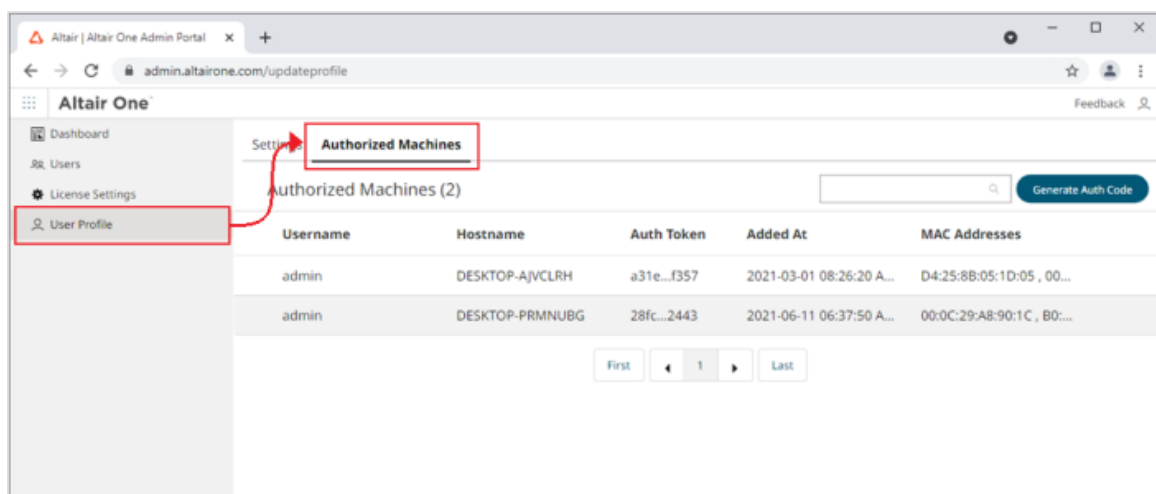 Altair | Altair One Admin Portal
admin.altairone.com/updateprofile
Altair One
Feedback
Dashboard
Users
License Settings
User Profile
Settings Authorized Machines
Authorized Machines (2)
Generate Auth Code
Username Hostname Auth Token Added At MAC Addresses
admin DESKTOP-AJVCLRH a31e...f357 2021-03-01 08:26:20 A... D4:25:8B:05:1D:05 , 00...
admin DESKTOP-PRMNUBG 28fc...2443 2021-06-11 06:37:50 A... 00:0C:29:A8:90:1C , B0:...
First 1 Last